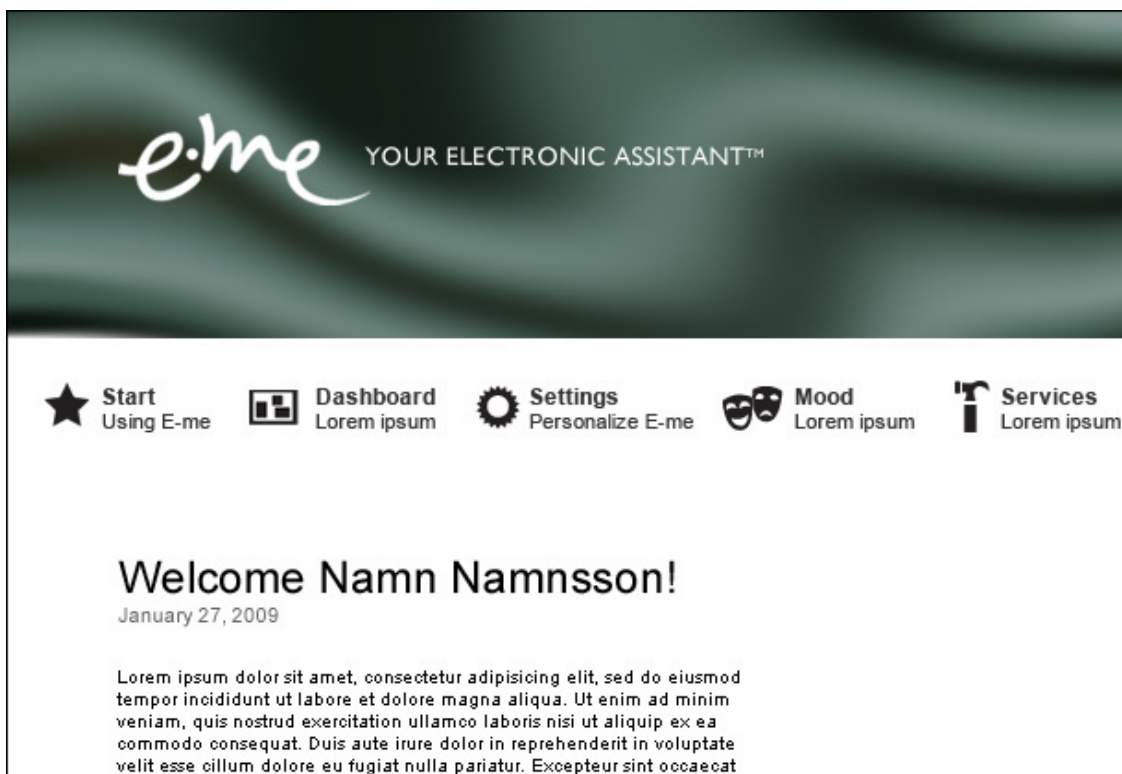 e·me YOUR ELECTRONIC ASSISTANT™
Start
Using E-me
Dashboard
Lorem ipsum
Settings
Personalize E-me
Mood
Lorem ipsum
Services
Lorem ipsum
Welcome Namn Namnsson!
January 27, 2009
Lorem ipsum dolor sit amet, consectetur adipisicing elit, sed do eiusmod
tempor incididunt ut labore et dolore magna aliqua. Ut enim ad minim
veniam, quis nostrud exercitation ullamco laboris nisi ut aliquip ex ea
commodo consequat. Duis aute irure dolor in reprehenderit in voluptate
velit esse cillum dolore eu fugiat nulla pariatur. Excepteur sint occaecat